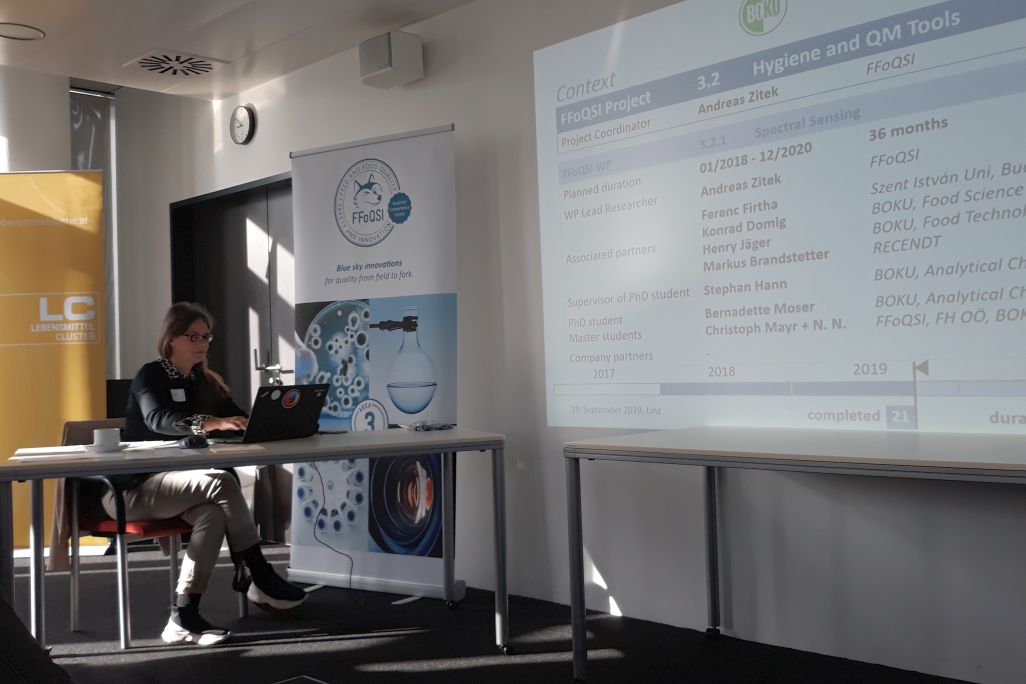 ebensmittelcluster.at
LC
LEBENSMITTEL
CLUSTER
FEED AND FOOD QUALITY
SAFETY AND INNOVATION
FFoQSI
Austrian
Competence
Centre
Blue sky innovations
for quality from field to fork.
AREA
3
BOKU
Context
FFoQSI Project 3.2 Hygiene and QM Tools
Project Coordinator Andreas Zitek FFoQSI
FFoQSI WP 3.2.1 Spectral Sensing
Planned duration 01/2018 - 12/2020 36 months
WP Lead Researcher Andreas Zitek FFoQSI
Associated partners
Ferenc Firtha Szent István Uni, Bu
Konrad Domig BOKU, Food Science
Henry Jäger BOKU, Food Technol
Markus Brandstetter RECENDT
Supervisor of PhD student Stephan Hann BOKU, Analytical Ch
PhD student Bernadette Moser BOKU, Analytical Ch
Master students Christoph Mayr + N. N. FFoQSI, FH OÖ, BOK
Company partners -
2017 2018 2019
19. September 2019, Linz
completed 21 dura